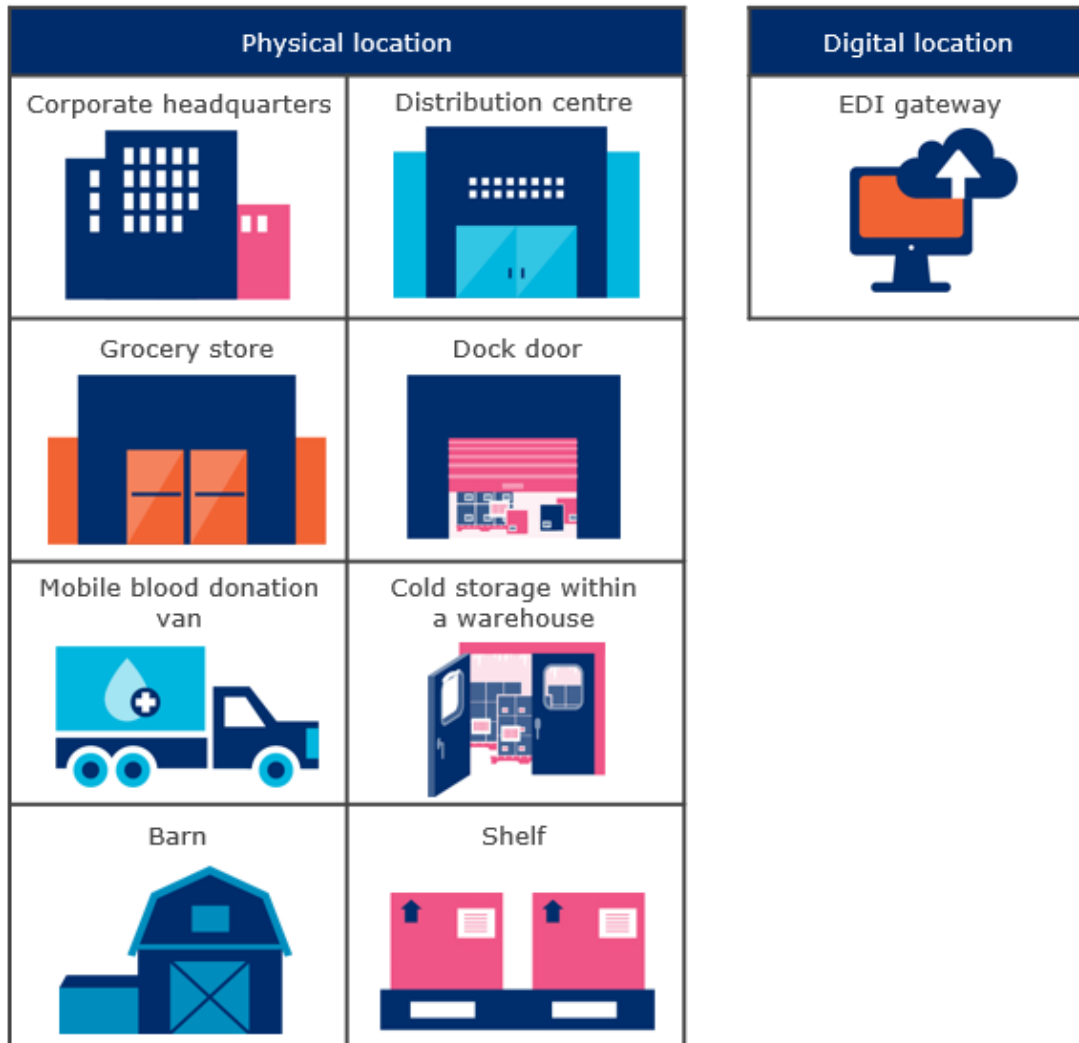 Physical location
Digital location
Corporate headquarters
Distribution centre
EDI gateway
Grocery store
Dock door
Mobile blood donation
van
Cold storage within
a warehouse
Barn
Shelf